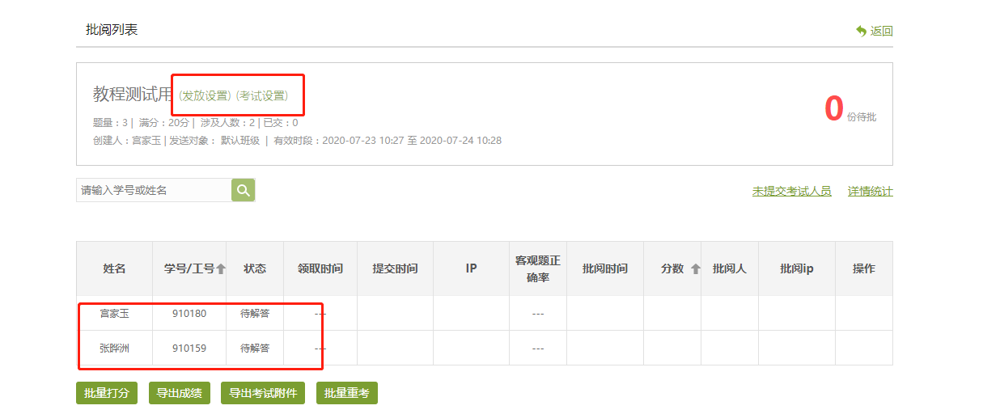 批阅列表
返回
教程测试用 (发放设置) (考试设置)
题量：3 | 满分：20分 | 涉及人数：2 | 已交：0
0 份待批
创建人：宫家玉 | 发送对象： 默认班级 | 有效时段：2020-07-23 10:27 至 2020-07-24 10:28
请输入学号或姓名
未提交考试人员 详情统计
姓名 学号/工号 状态 领取时间 提交时间 IP 客观题正确率 批阅时间 分数 批阅人 批阅ip 操作
宫家玉 910180 待解答 --- ---
张晔洲 910159 待解答 --- ---
批量打分 导出成绩 导出考试附件 批量重考